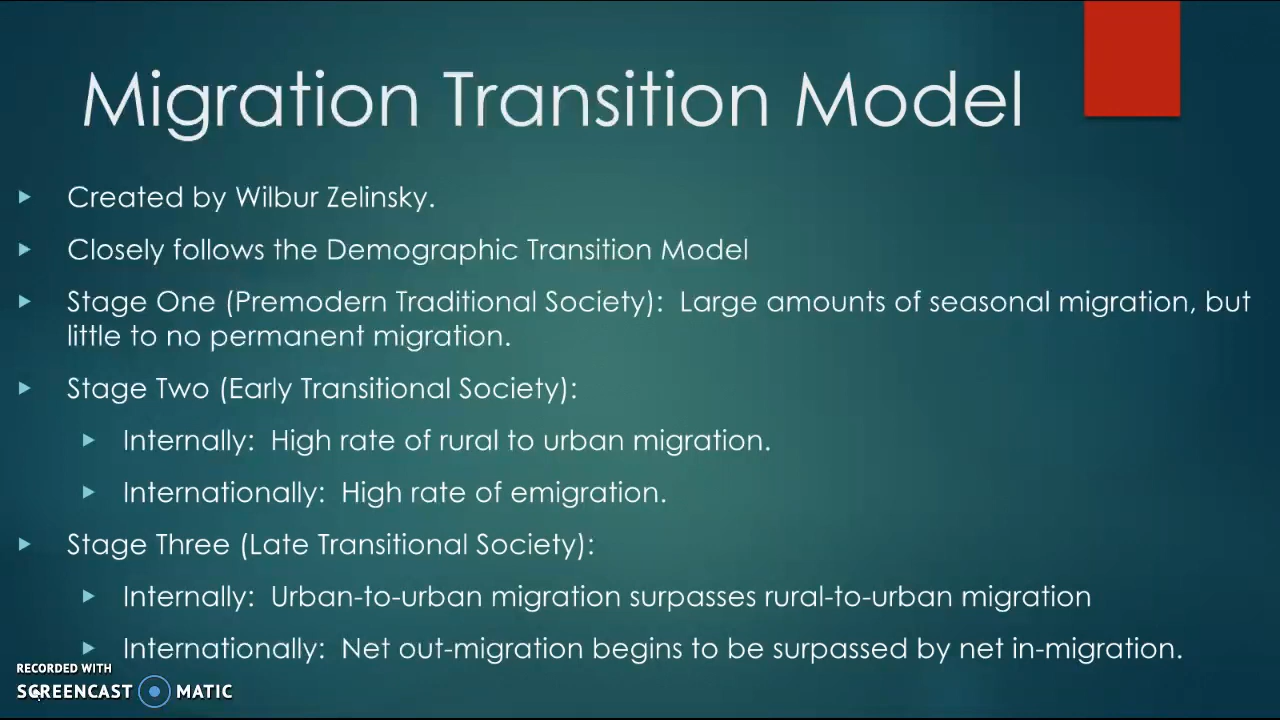 Migration Transition Model
Created by Wilbur Zelinsky.
Closely follows the Demographic Transition Model
Stage One (Premodern Traditional Society): Large amounts of seasonal migration, but
little to no permanent migration.
Stage Two (Early Transitional Society):
Internally: High rate of rural to urban migration.
Internationally: High rate of emigration.
Stage Three (Late Transitional Society):
Internally: Urban-to-urban migration surpasses rural-to-urban migration
Internationally: Net out-migration begins to be surpassed by net in-migration.
RECORDED WITH
SCREENCAST MATIC